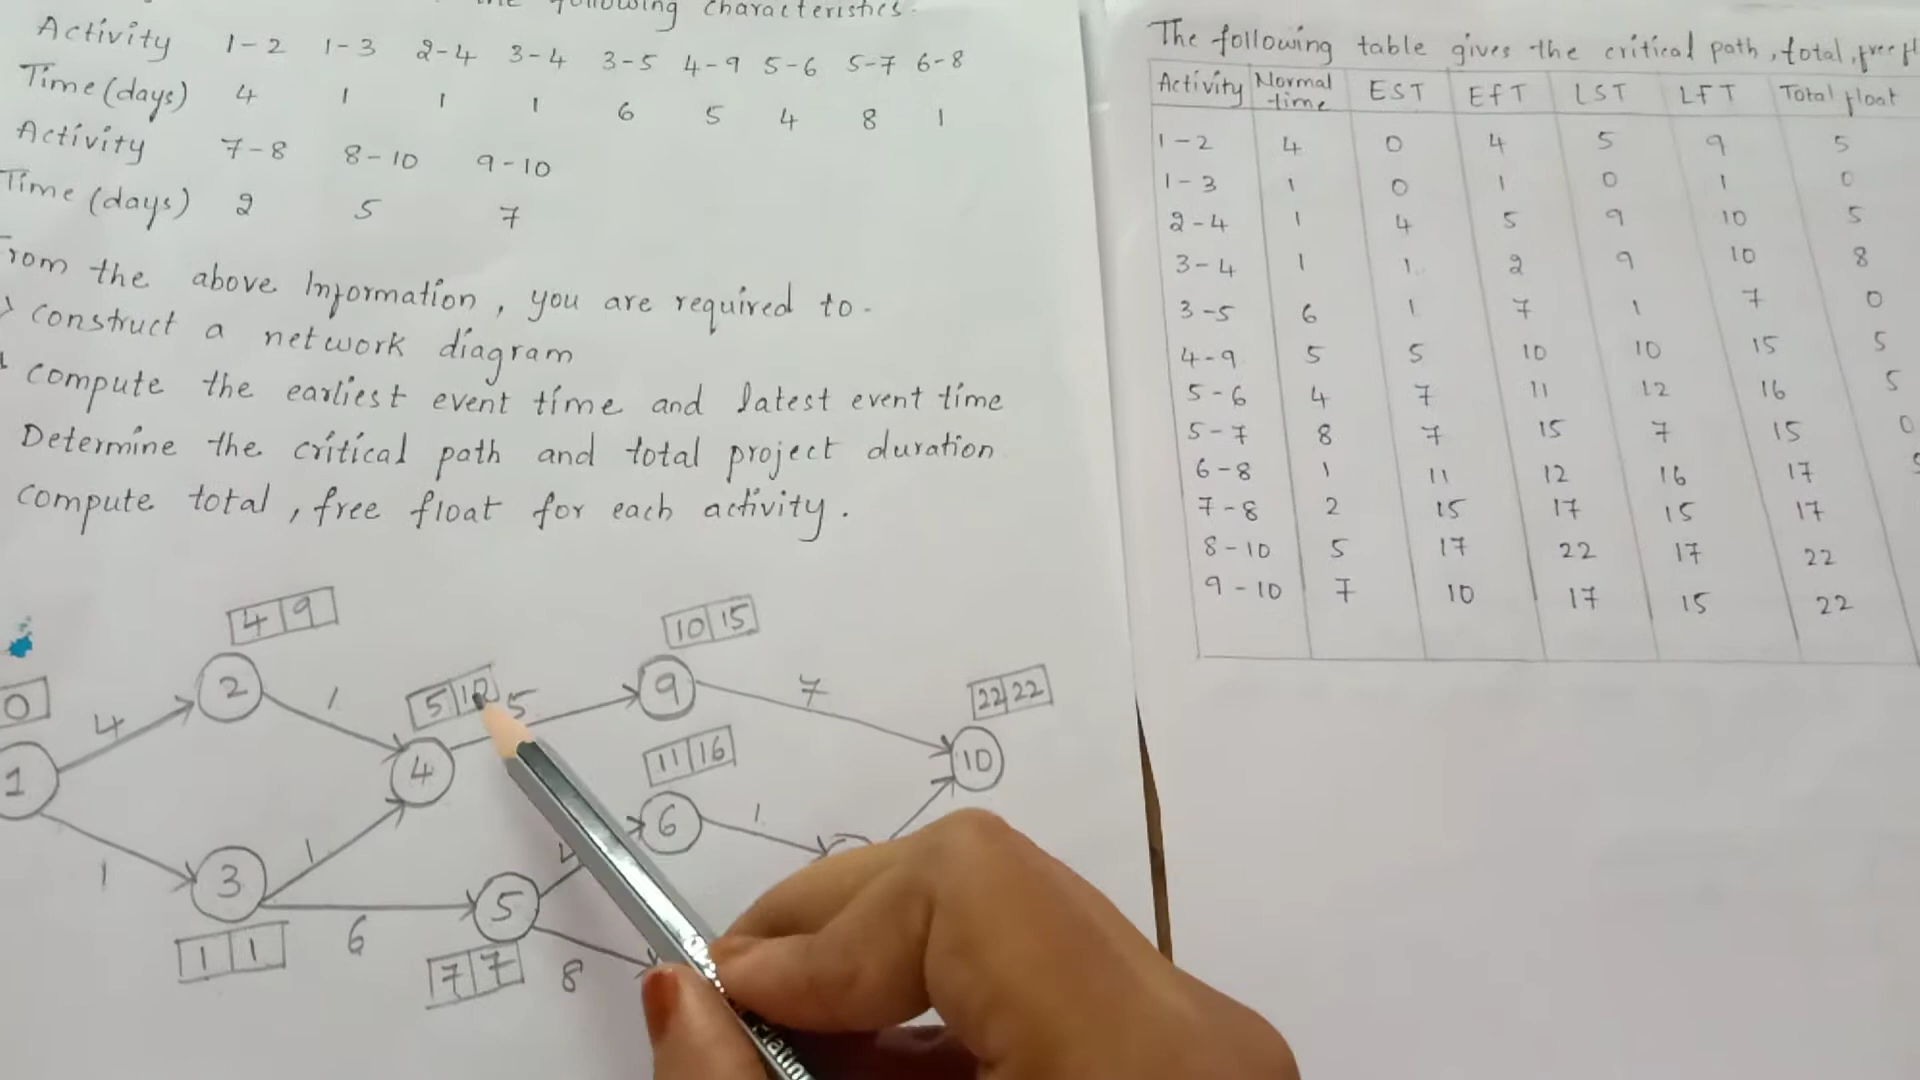 the following characteristics.
Activity 1-2 1-3 2-4 3-4 3-5 4-9 5-6 5-7 6-8
Time (days) 4 1 1 1 6 5 4 8 1
Activity 7-8 8-10 9-10
Time (days) 2 5 7
From the above Information, you are required to-
construct a network diagram
compute the earliest event time and latest event time
Determine the critical path and total project duration
compute total, free float for each activity.
4 9
10 15
0
2
1
5 10
5
9
7
22 22
4
11 16
1
4
10
1
6
1
3
1
5
4
1 1
6
7 7
8
The following table gives the critical path, total, free
Activity Normal time EST EFT LST LFT Total float
1-2 4 0 4 5 9 5
1-3 1 0 1 0 1 0
2-4 1 4 5 9 10 5
3-4 1 1 2 9 10 8
3-5 6 1 7 1 7 0
4-9 5 5 10 10 15 5
5-6 4 7 11 12 16 5
5-7 8 7 15 7 15 0
6-8 1 11 12 16 17
7-8 2 15 17 15 17
8-10 5 17 22 17 22
9-10 7 10 17 15 22